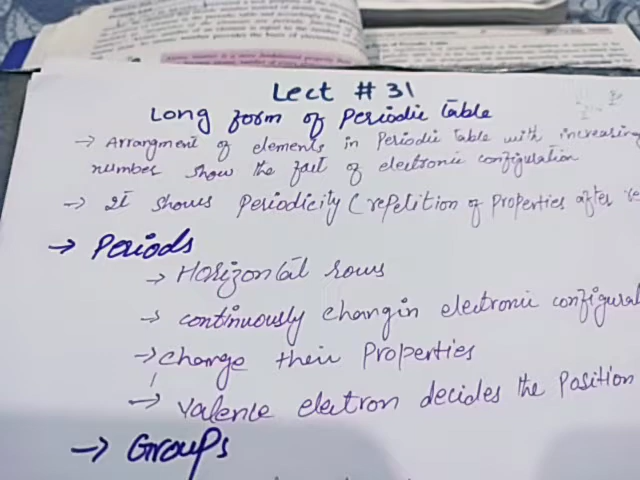 Lect # 31
Long form of Periodic table
→ Arrangment of elements in Periodic table with increasing
number show the fact of electronic configuration
→ It shows periodicity (repetition of Properties after
→ Periods
→ Horizontal rows
→ continuously changin electronic configurat
→ change their Properties
→ Valence electron decides the Position
→ Groups